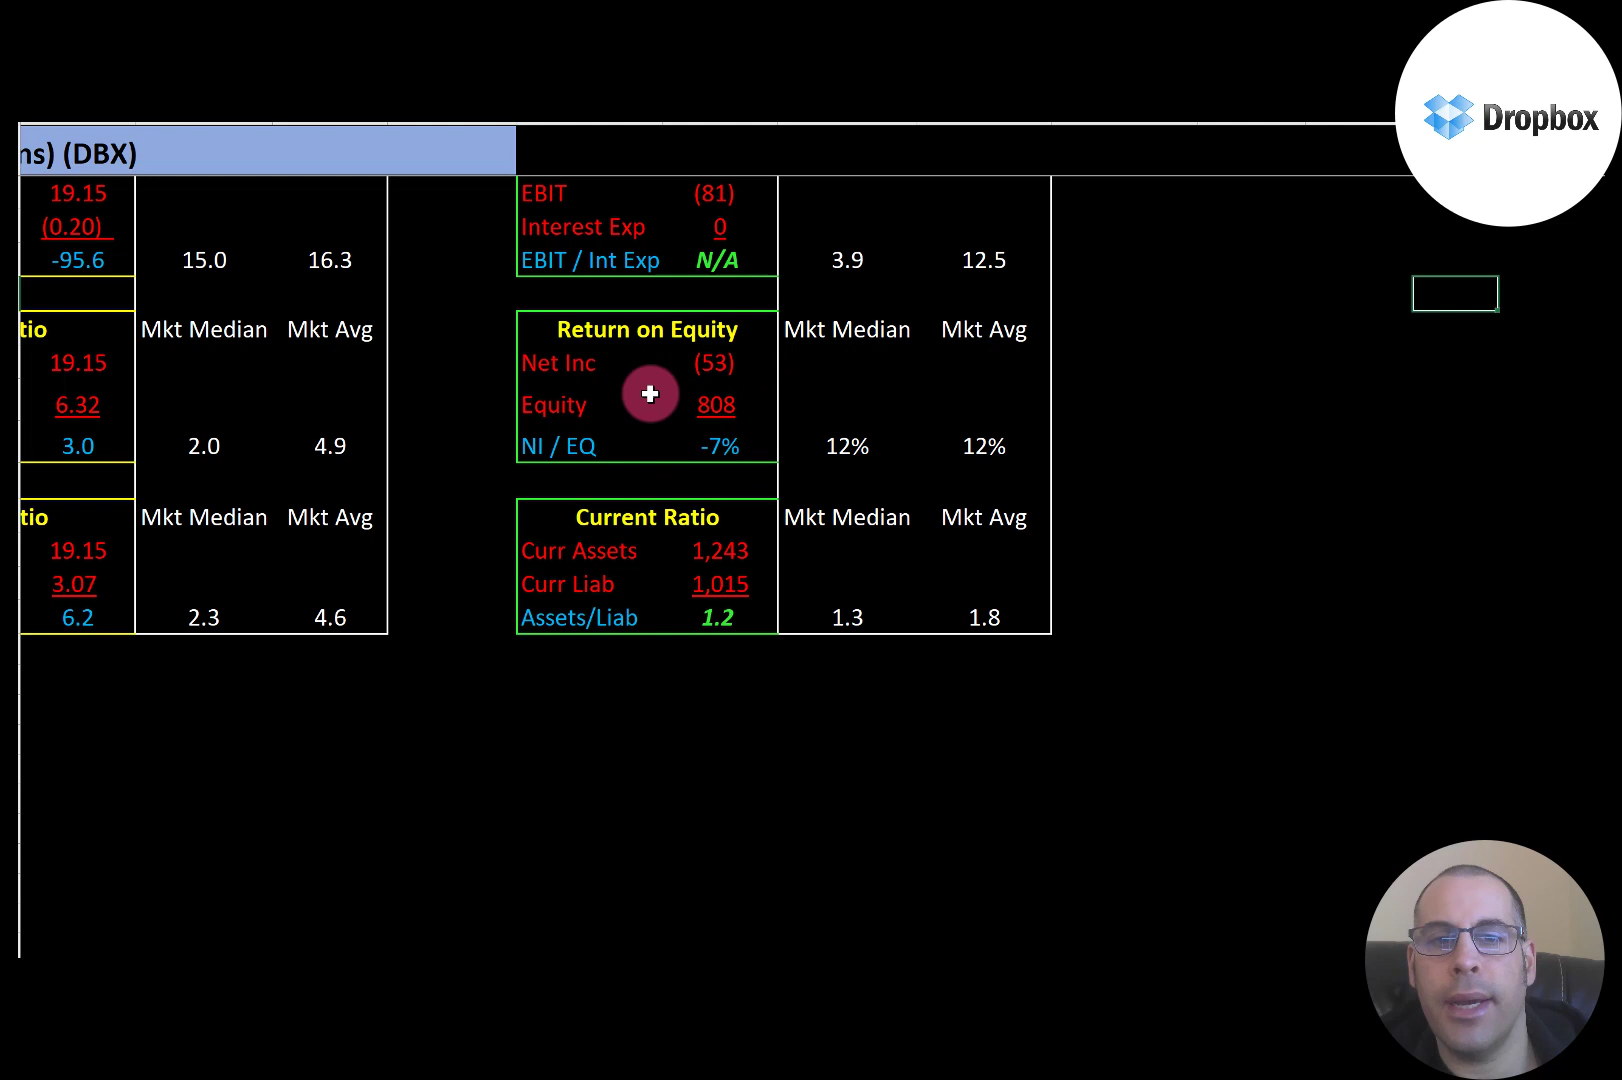 Dropbox
ns) (DBX)
19.15
(0.20)
-95.6 15.0 16.3
tio Mkt Median Mkt Avg
19.15
6.32
3.0 2.0 4.9
tio Mkt Median Mkt Avg
19.15
3.07
6.2 2.3 4.6
EBIT (81)
Interest Exp 0
EBIT / Int Exp N/A 3.9 12.5
Return on Equity Mkt Median Mkt Avg
Net Inc (53)
Equity 808
NI / EQ -7% 12% 12%
Current Ratio Mkt Median Mkt Avg
Curr Assets 1,243
Curr Liab 1,015
Assets/Liab 1.2 1.3 1.8